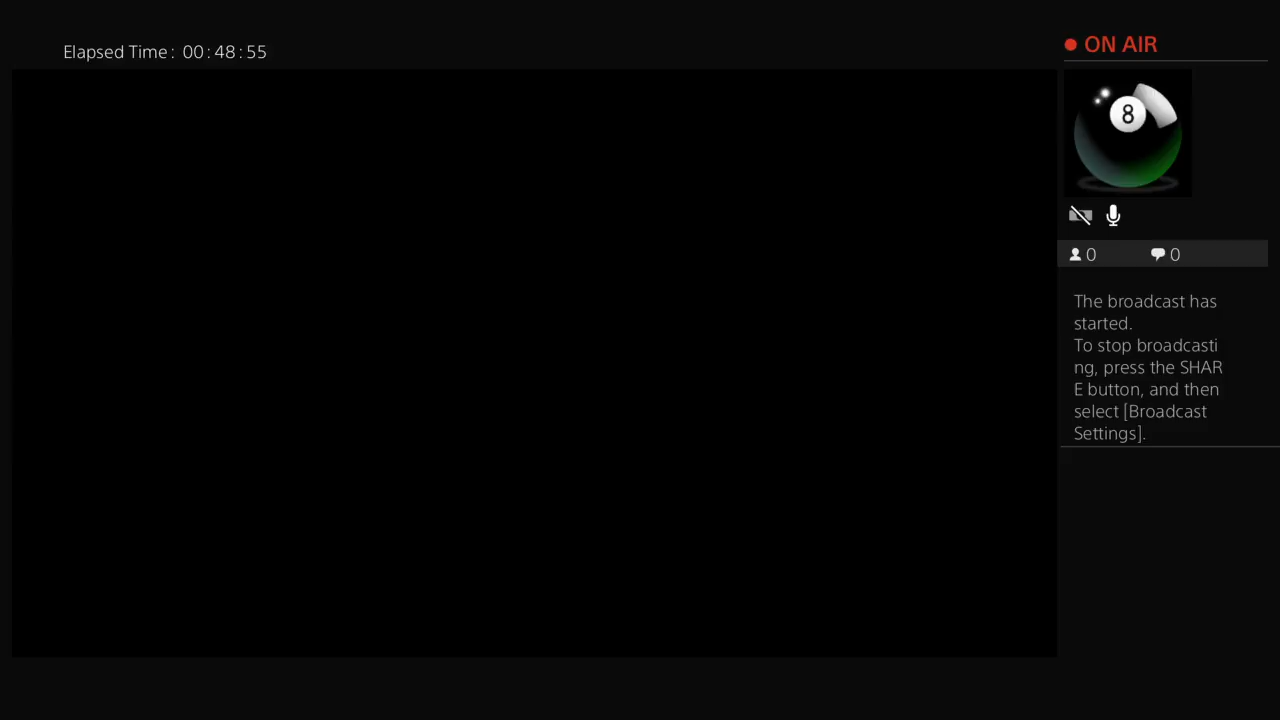 Elapsed Time: 00:48:55
ON AIR
8
0 0
The broadcast has
started.
To stop broadcasti
ng, press the SHAR
E button, and then
select [Broadcast
Settings].